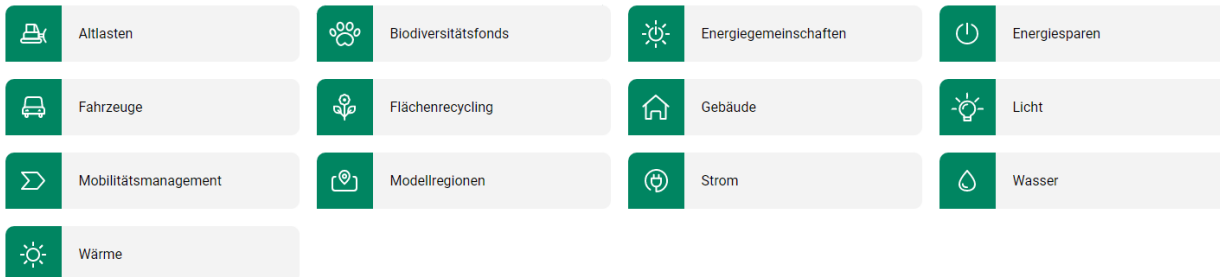 Altlasten
Biodiversitätsfonds
Energiegemeinschaften
Energiesparen
Fahrzeuge
Flächenrecycling
Gebäude
Licht
Mobilitätsmanagement
Modellregionen
Strom
Wasser
Wärme